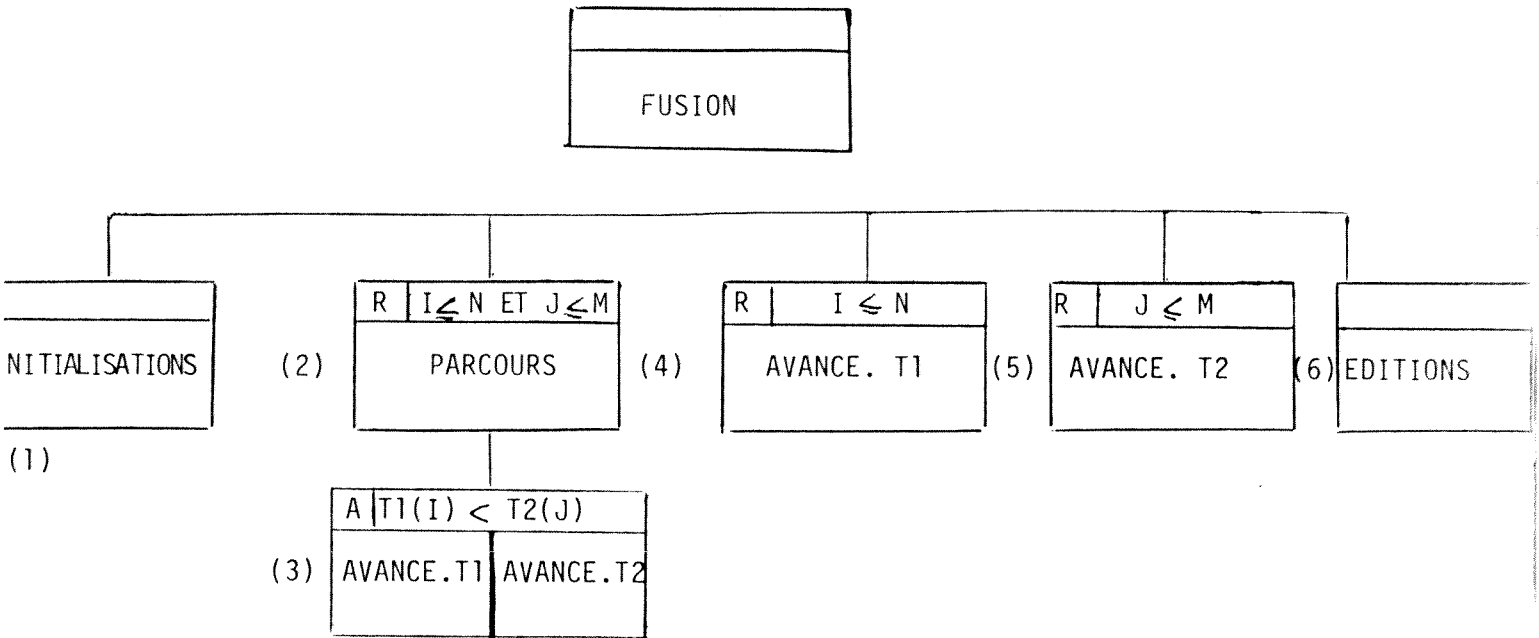 FUSION
R I ≤ N ET J ≤ M
R I ≤ N
R J ≤ M
NITIALISATIONS
(2) PARCOURS
(4) AVANCE. T1
(5) AVANCE. T2
(6) EDITIONS
(1)
A T1(I) < T2(J)
(3) AVANCE.T1 AVANCE.T2